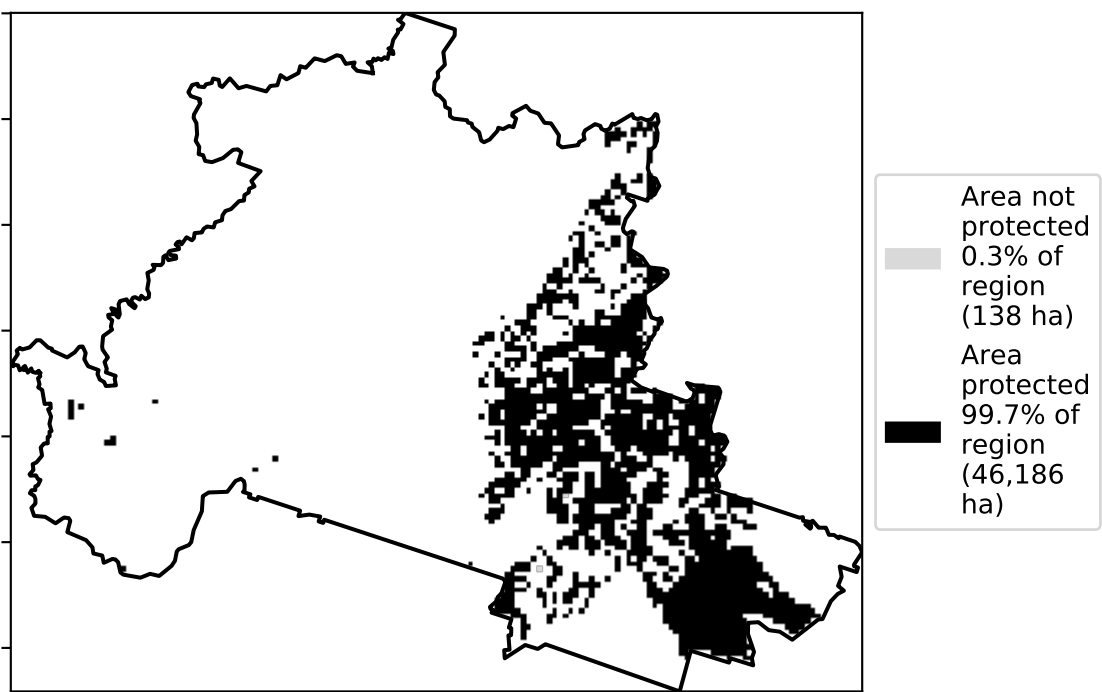 Area not
protected
0.3% of
region
(138 ha)
Area
protected
99.7% of
region
(46,186
ha)